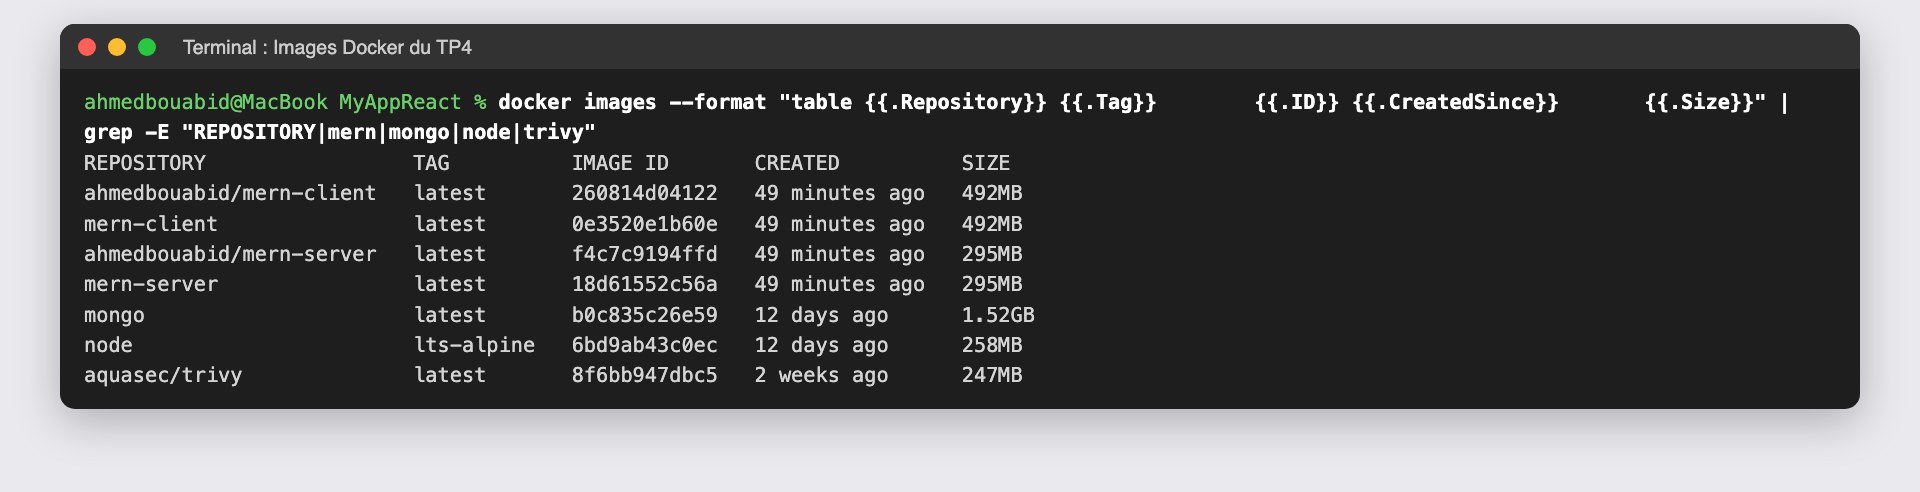 Terminal : Images Docker du TP4
ahmedbouabid@MacBook MyAppReact % docker images --format "table {{.Repository}} {{.Tag}}        {{.ID}} {{.CreatedSince}}       {{.Size}}" |
grep -E "REPOSITORY|mern|mongo|node|trivy"
REPOSITORY                 TAG          IMAGE ID       CREATED          SIZE
ahmedbouabid/mern-client   latest       260814d04122   49 minutes ago   492MB
mern-client                latest       0e3520e1b60e   49 minutes ago   492MB
ahmedbouabid/mern-server   latest       f4c7c9194ffd   49 minutes ago   295MB
mern-server                latest       18d61552c56a   49 minutes ago   295MB
mongo                      latest       b0c835c26e59   12 days ago      1.52GB
node                       lts-alpine   6bd9ab43c0ec   12 days ago      258MB
aquasec/trivy              latest       8f6bb947dbc5   2 weeks ago      247MB